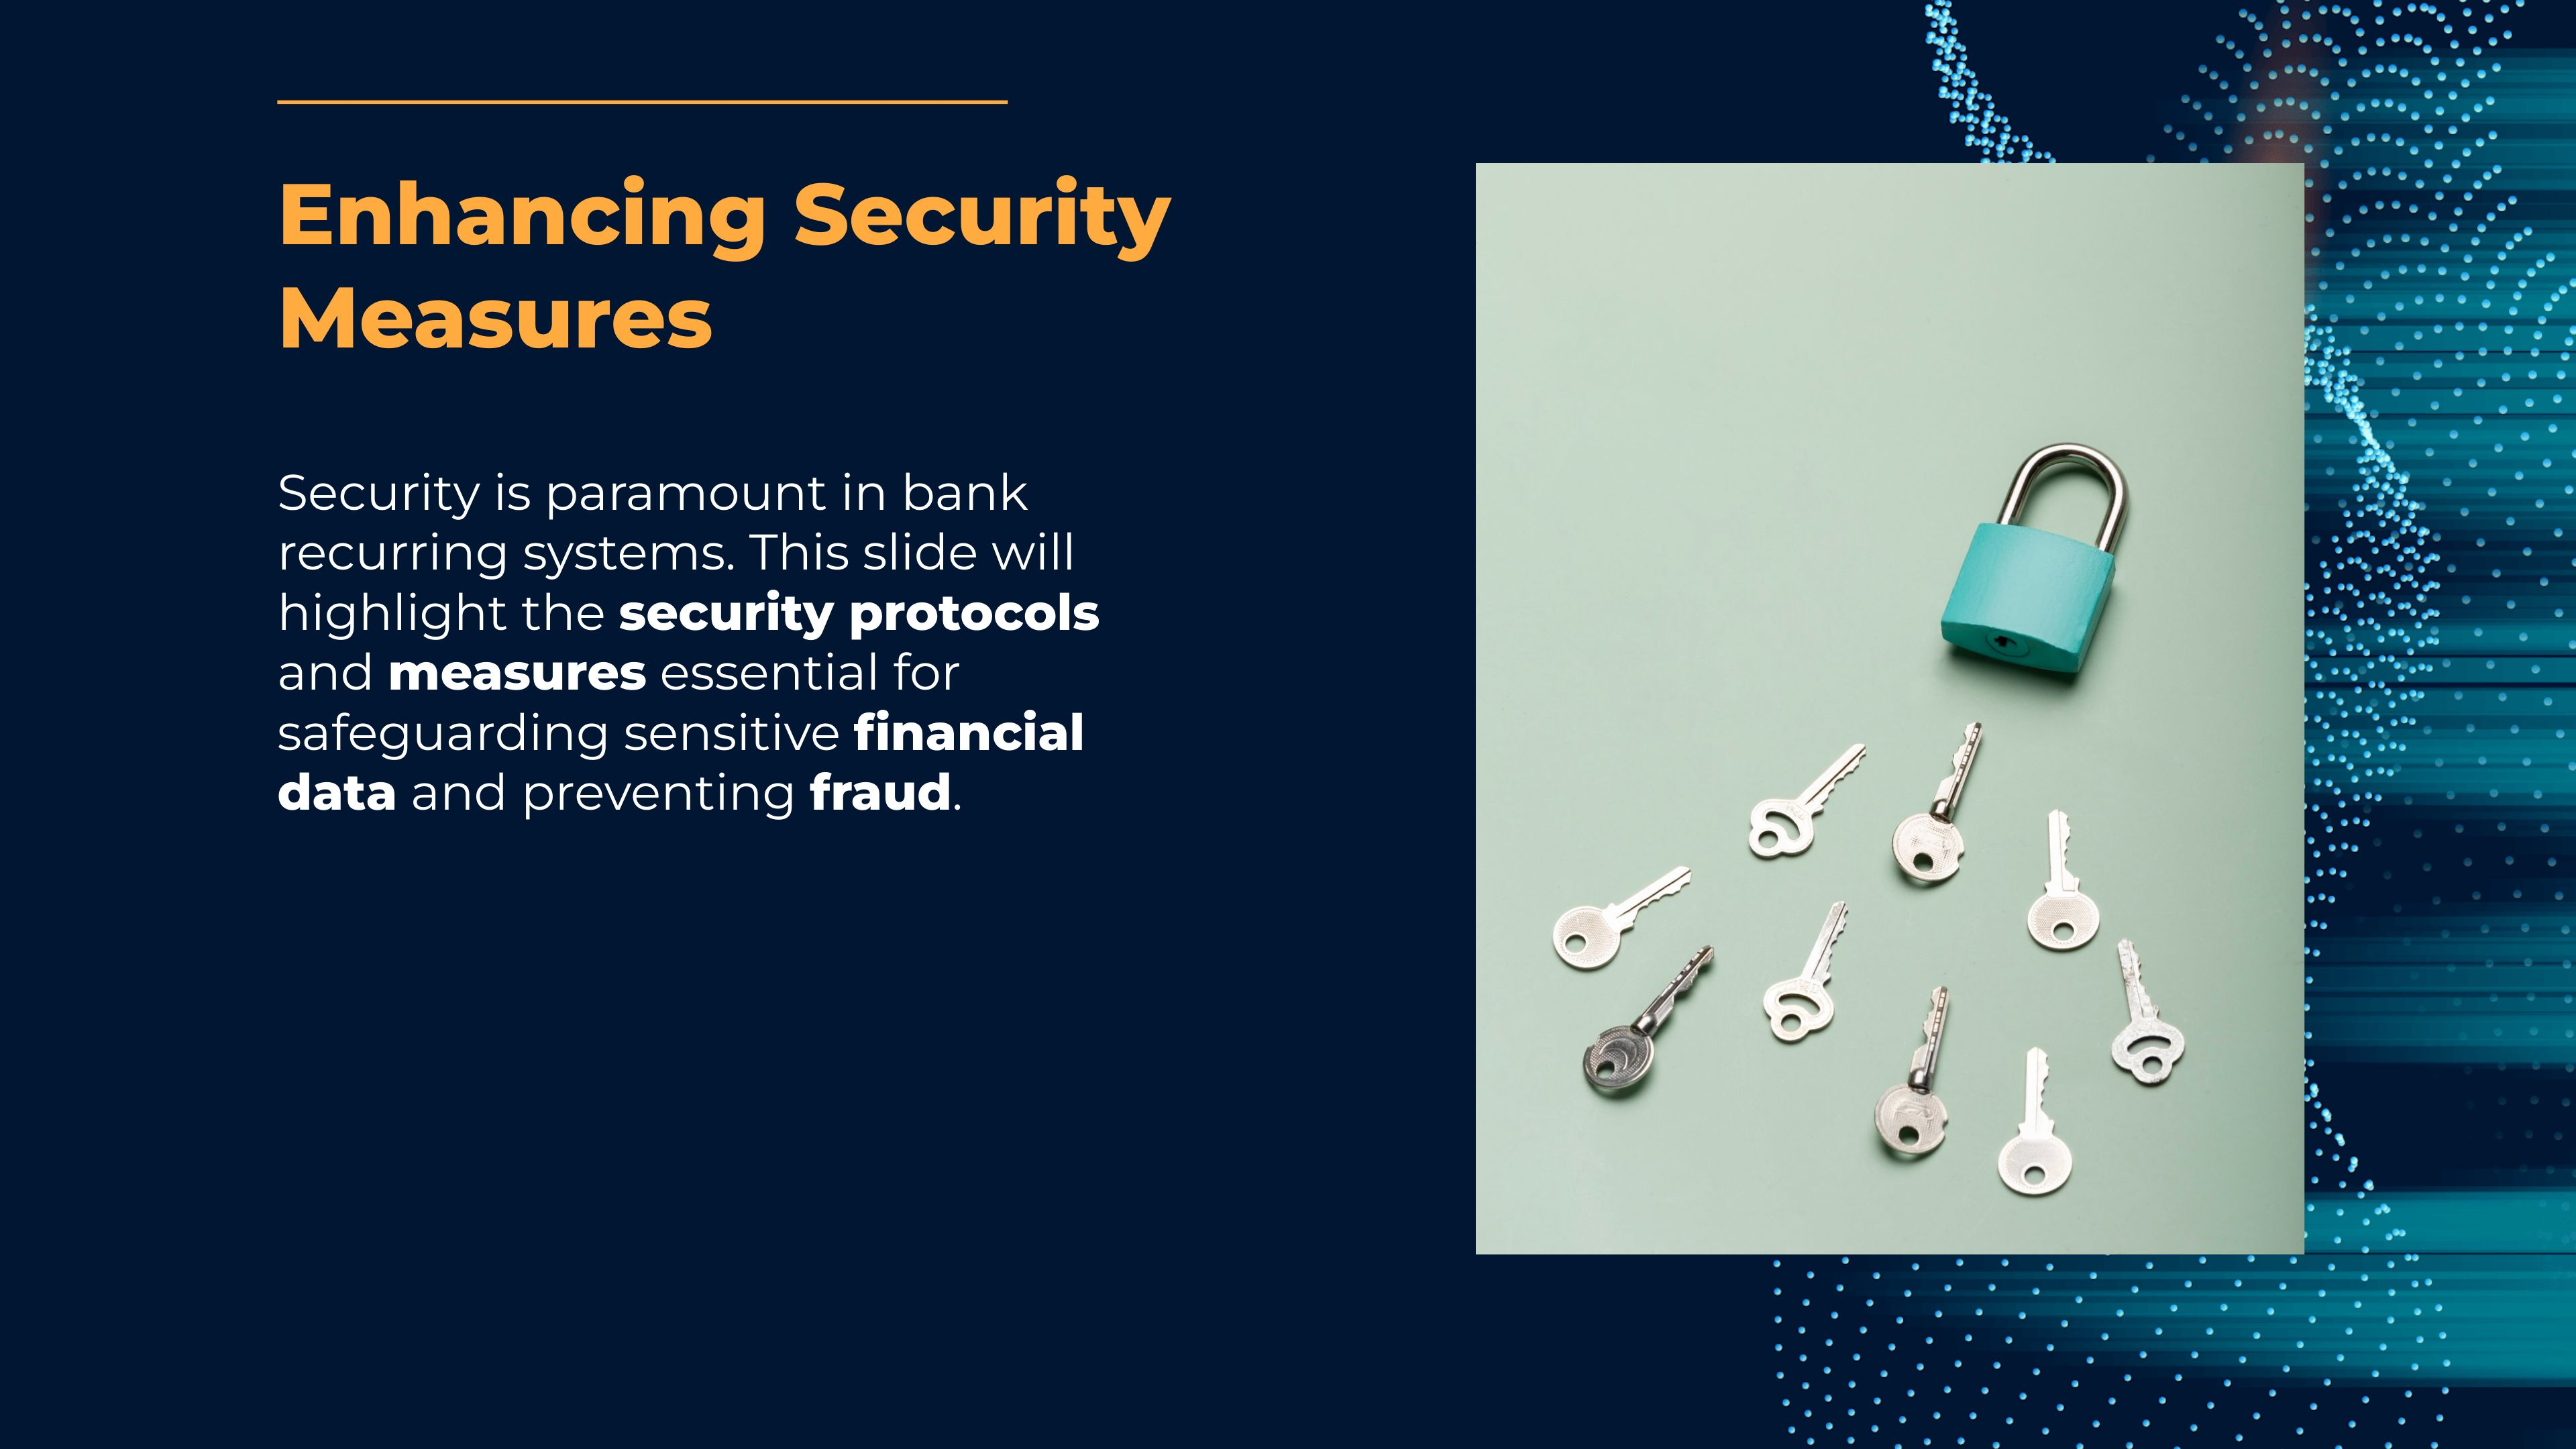 Enhancing Security
Measures
Security is paramount in bank
recurring systems. This slide will
highlight the security protocols
and measures essential for
safeguarding sensitive financial
data and preventing fraud.